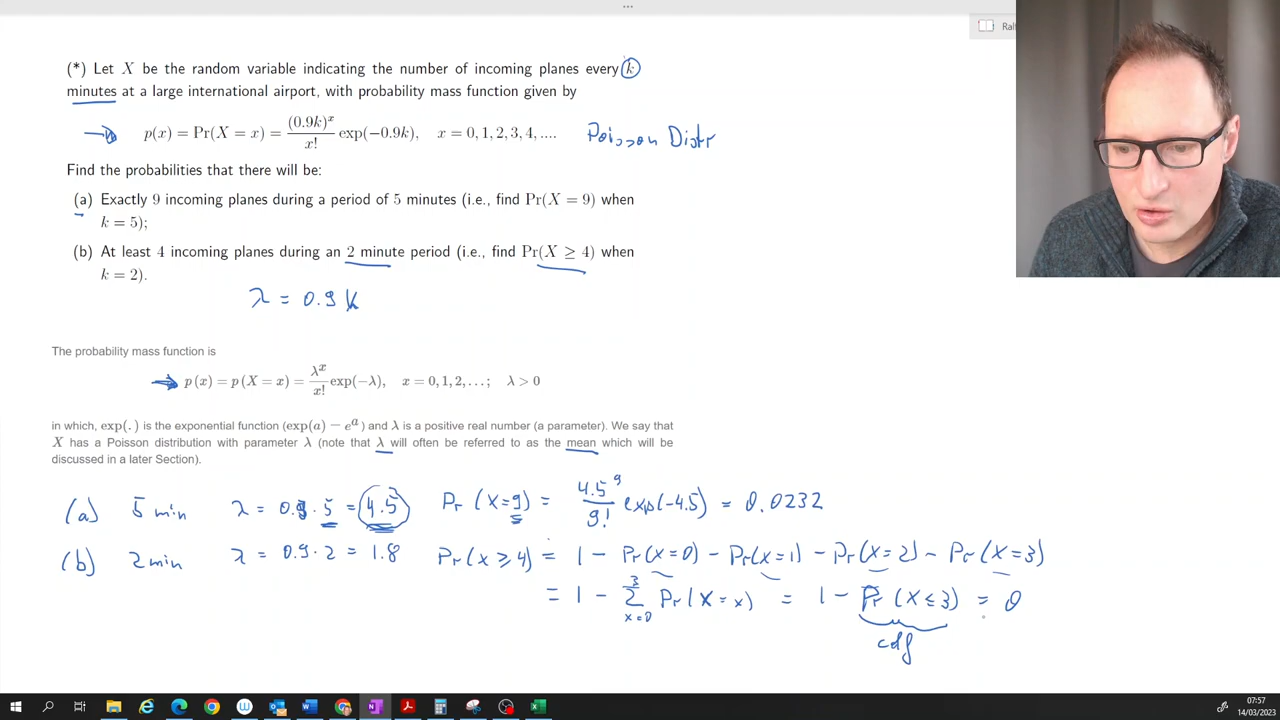 (*) Let X be the random variable indicating the number of incoming planes every k
minutes at a large international airport, with probability mass function given by
p(x) = Pr(X = x) = (0.9k)^x / x! exp(−0.9k), x = 0, 1, 2, 3, 4, .... Poisson Distr
Find the probabilities that there will be:
(a) Exactly 9 incoming planes during a period of 5 minutes (i.e., find Pr(X = 9) when
k = 5);
(b) At least 4 incoming planes during an 2 minute period (i.e., find Pr(X ≥ 4) when
k = 2).
λ = 0.9 k
The probability mass function is
p(x) = p(X = x) = λ^x / x! exp(−λ), x = 0, 1, 2, . . . ; λ > 0
in which, exp(.) is the exponential function (exp(a) − e^a) and λ is a positive real number (a parameter). We say that
X has a Poisson distribution with parameter λ (note that λ will often be referred to as the mean which will be
discussed in a later Section).
(a) 5 min λ = 0.9 · 5 = 4.5 Pr (X=9) = 4.5^9 / 9! exp(-4.5) = 0.0232
(b) 2 min λ = 0.9 · 2 = 1.8 Pr(X ≥ 4) = 1 − Pr(X=0) − Pr(X=1) − Pr(X=2) − Pr(X=3)
= 1 − Σ_{x=0}^{3} Pr(X = x) = 1 − Pr (X ≤ 3) = 0
cdf
Ralf
07:57
14/03/2023